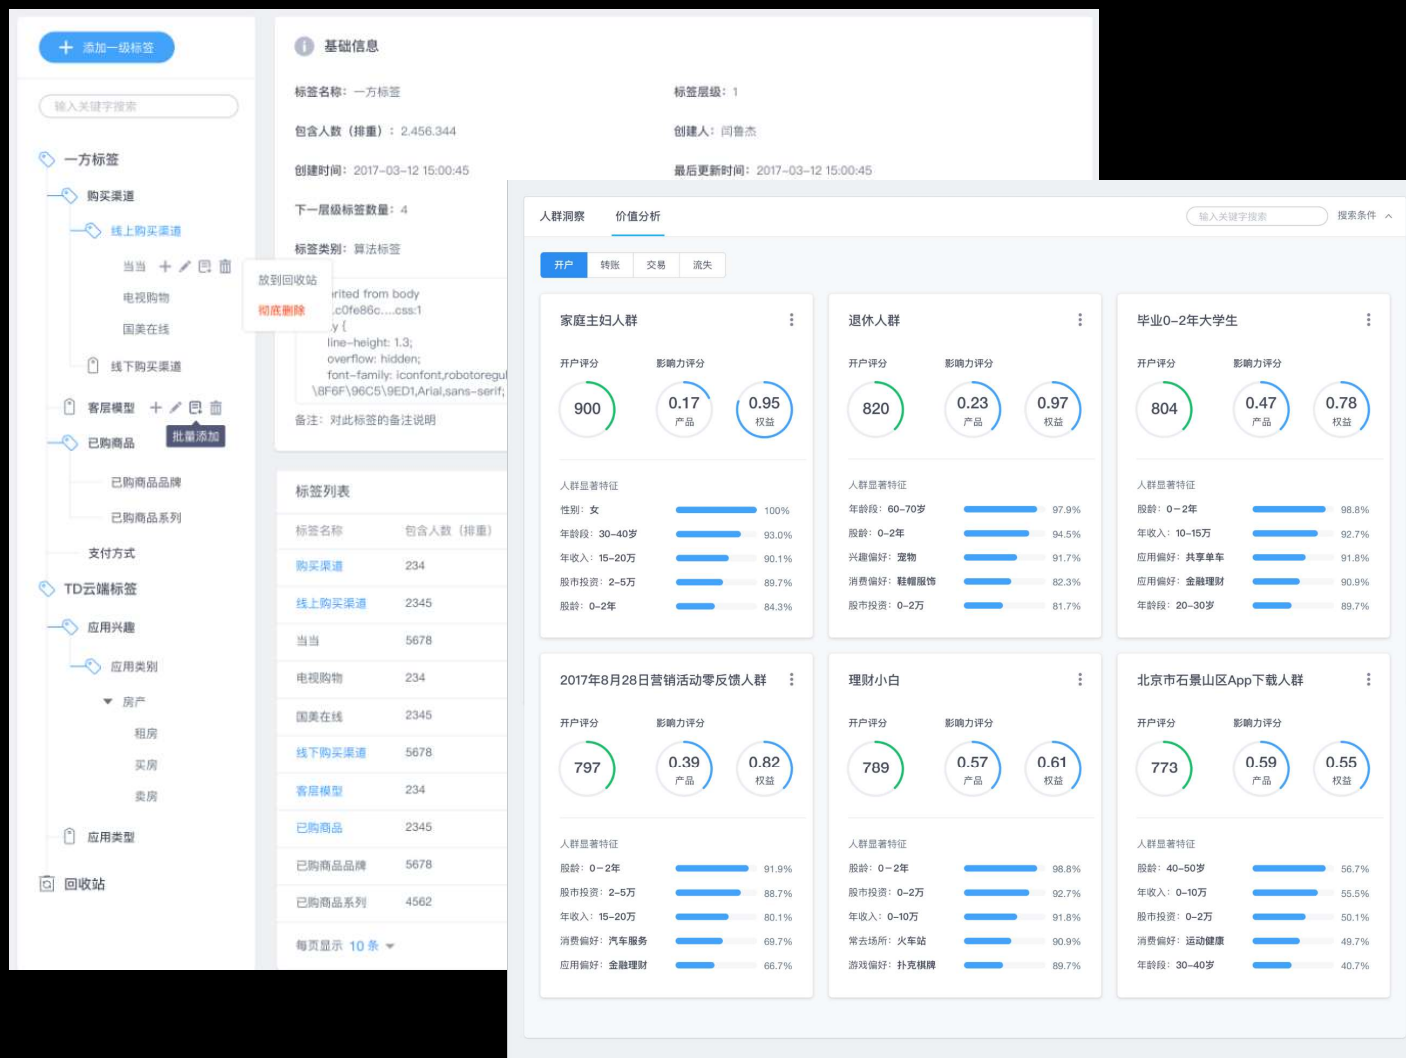 添加一级标签
输入关键字搜索
一方标签
购买渠道
线上购买渠道
当当
电视购物
国美在线
线下购买渠道
客层模型
批量添加
已购商品
已购商品品牌
已购商品系列
支付方式
TD云端标签
应用兴趣
应用类别
房产
租房
买房
卖房
应用类型
回收站
放到回收站
彻底删除
基础信息
标签名称：一方标签
标签层级：1
包含人数（排重）：2.456.344
创建人：闫鲁杰
创建时间：2017-03-12 15:00:45
最后更新时间：2017-03-12 15:00:45
下一层级标签数量：4
标签类别：算法标签
rited from body
.c0fe86c....css:1
y {
line-height: 1.3;
overflow: hidden;
font-family: iconfont,robotoregul
\8F6F\96C5\9ED1,Arial,sans-serif;
备注：对此标签的备注说明
标签列表
标签名称 包含人数（排重）
购买渠道 234
线上购买渠道 2345
当当 5678
电视购物 234
国美在线 2345
线下购买渠道 5678
客层模型 234
已购商品 2345
已购商品品牌 5678
已购商品系列 4562
每页显示 10 条
人群洞察 价值分析
输入关键字搜索 搜索条件
开户 转账 交易 流失
家庭主妇人群
开户评分 影响力评分
900
0.17 产品
0.95 权益
人群显著特征
性别：女 100%
年龄段：30-40岁 93.0%
年收入：15-20万 90.1%
股市投资：2-5万 89.7%
股龄：0-2年 84.3%
退休人群
开户评分 影响力评分
820
0.23 产品
0.97 权益
人群显著特征
年龄段：60-70岁 97.9%
股龄：0-2年 94.5%
兴趣偏好：宠物 91.7%
消费偏好：鞋帽服饰 82.3%
股市投资：0-2万 81.7%
毕业0-2年大学生
开户评分 影响力评分
804
0.47 产品
0.78 权益
人群显著特征
股龄：0-2年 98.8%
年收入：10-15万 92.7%
应用偏好：共享单车 91.8%
应用偏好：金融理财 90.9%
年龄段：20-30岁 89.7%
2017年8月28日营销活动零反馈人群
开户评分 影响力评分
797
0.39 产品
0.82 权益
人群显著特征
股龄：0-2年 91.9%
股市投资：2-5万 88.7%
年收入：15-20万 80.1%
消费偏好：汽车服务 69.7%
应用偏好：金融理财 66.7%
理财小白
开户评分 影响力评分
789
0.57 产品
0.61 权益
人群显著特征
股龄：0-2年 98.8%
股市投资：0-2万 92.7%
年收入：0-10万 91.8%
常去场所：火车站 90.9%
游戏偏好：扑克棋牌 89.7%
北京市石景山区App下载人群
开户评分 影响力评分
773
0.59 产品
0.55 权益
人群显著特征
股龄：40-50岁 56.7%
年收入：0-10万 55.5%
股市投资：0-2万 50.1%
消费偏好：运动健康 49.7%
年龄段：30-40岁 40.7%